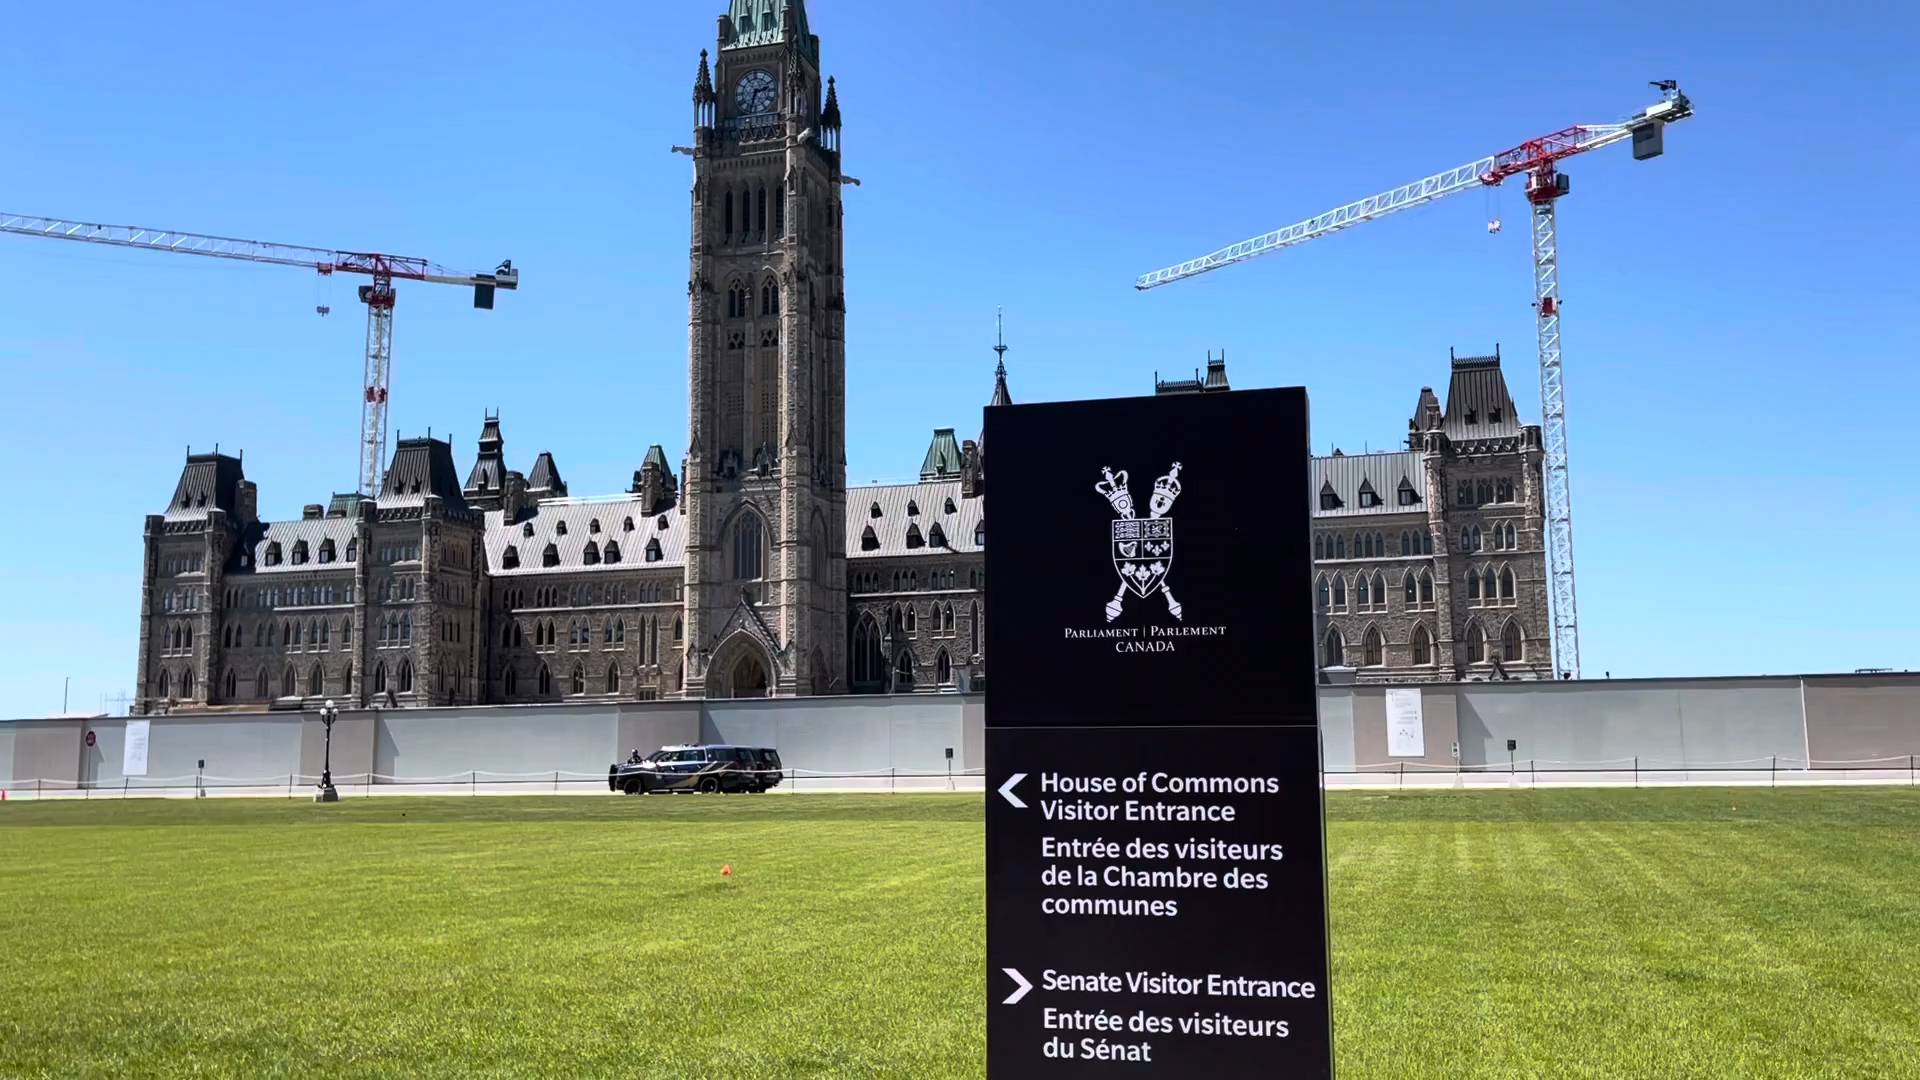 PARLIAMENT | PARLEMENT
CANADA
House of Commons
Visitor Entrance
Entrée des visiteurs
de la Chambre des
communes
Senate Visitor Entrance
Entrée des visiteurs
du Sénat